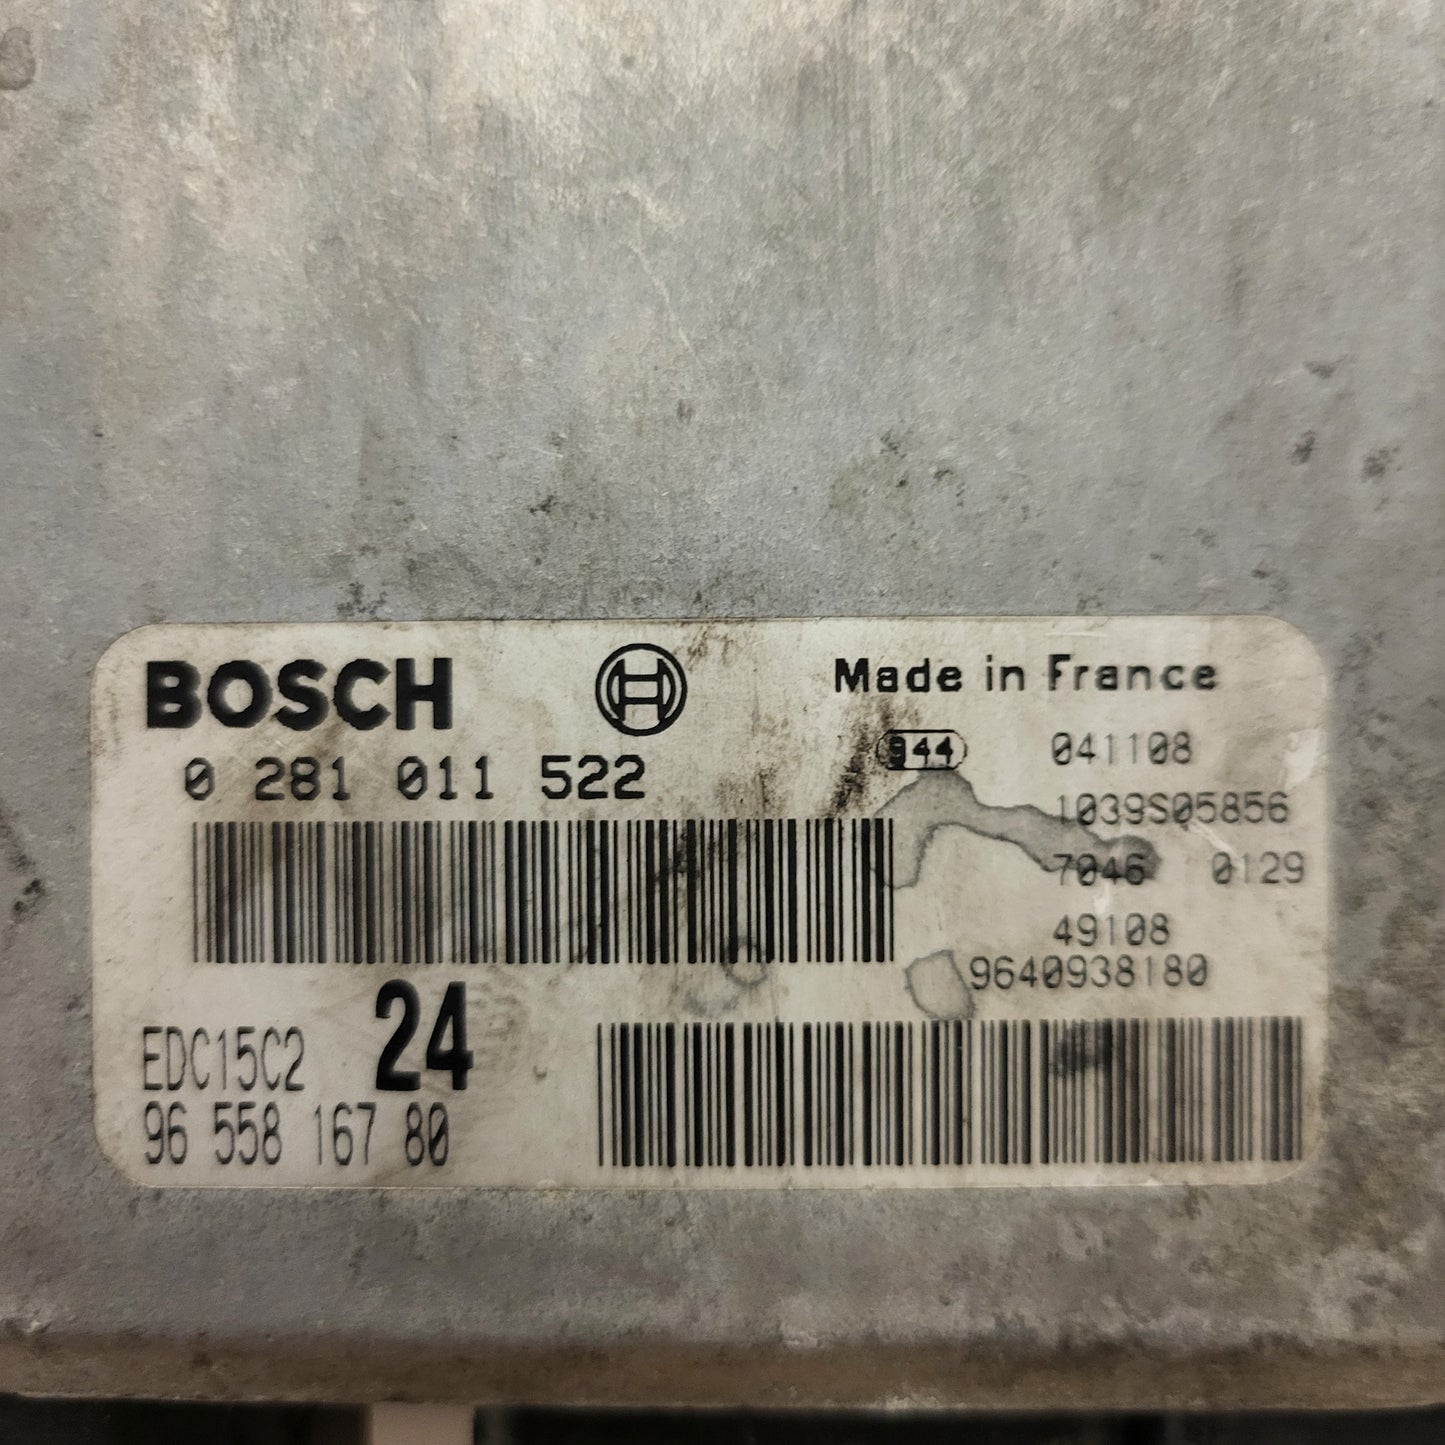 BOSCH
Made in France
0 281 011 522
944
041108
1039S05856
7046 0129
49108
9640938180
EDC15C2 24
96 558 167 80